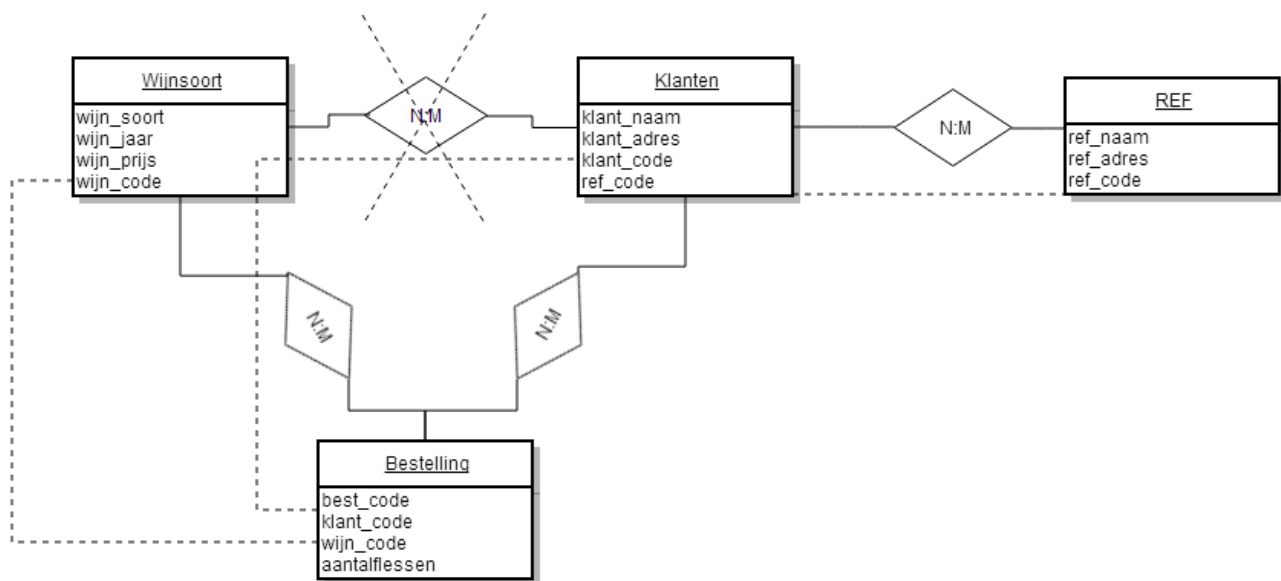 Wijnsoort
wijn_soort
wijn_jaar
wijn_prijs
wijn_code
N:M
Klanten
klant_naam
klant_adres
klant_code
ref_code
N:M
REF
ref_naam
ref_adres
ref_code
N:M
N:M
Bestelling
best_code
klant_code
wijn_code
aantalflessen